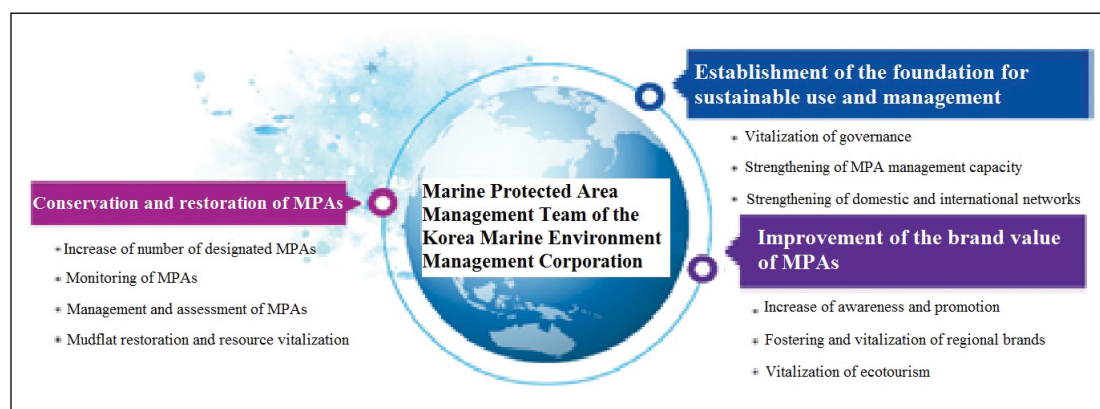 Establishment of the foundation for
sustainable use and management
* Vitalization of governance
* Strengthening of MPA management capacity
* Strengthening of domestic and international networks
Conservation and restoration of MPAs
* Increase of number of designated MPAs
* Monitoring of MPAs
* Management and assessment of MPAs
* Mudflat restoration and resource vitalization
Marine Protected Area
Management Team of the
Korea Marine Environment
Management Corporation
Improvement of the brand value
of MPAs
* Increase of awareness and promotion
* Fostering and vitalization of regional brands
* Vitalization of ecotourism